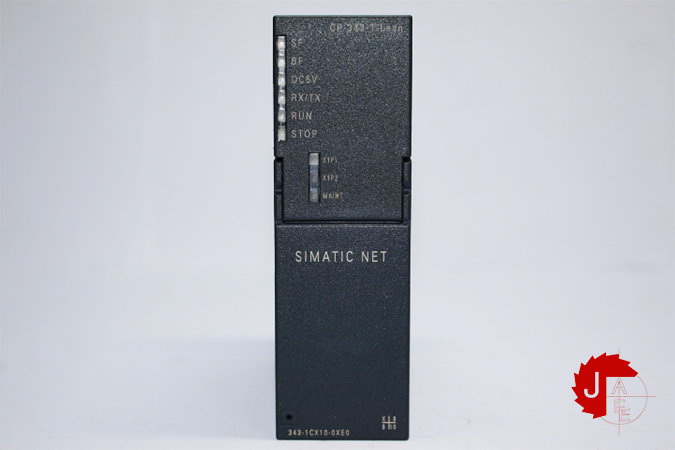 CP 343-1 Lean
SF
BF
DC5V
RX/TX
RUN
STOP
X1P1
X1P2
MAINT
SIMATIC NET
X
343-1CX10-0XE0
J
A